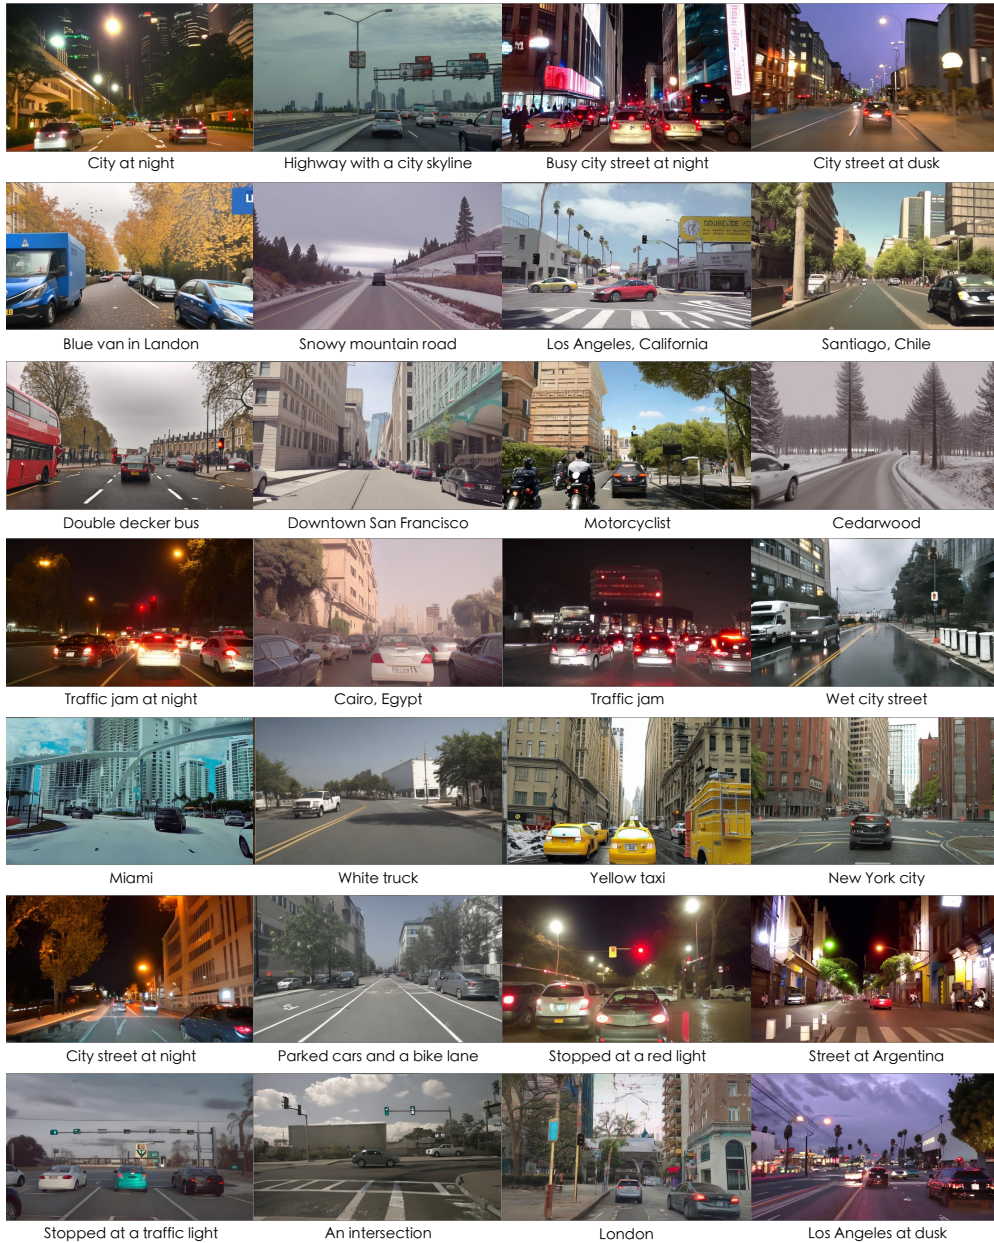 City at night
Highway with a city skyline
Busy city street at night
City street at dusk
Blue van in Landon
Snowy mountain road
Los Angeles, California
Santiago, Chile
Double decker bus
Downtown San Francisco
Motorcyclist
Cedarwood
Traffic jam at night
Cairo, Egypt
Traffic jam
Wet city street
Miami
White truck
Yellow taxi
New York city
City street at night
Parked cars and a bike lane
Stopped at a red light
Street at Argentina
Stopped at a traffic light
An intersection
London
Los Angeles at dusk